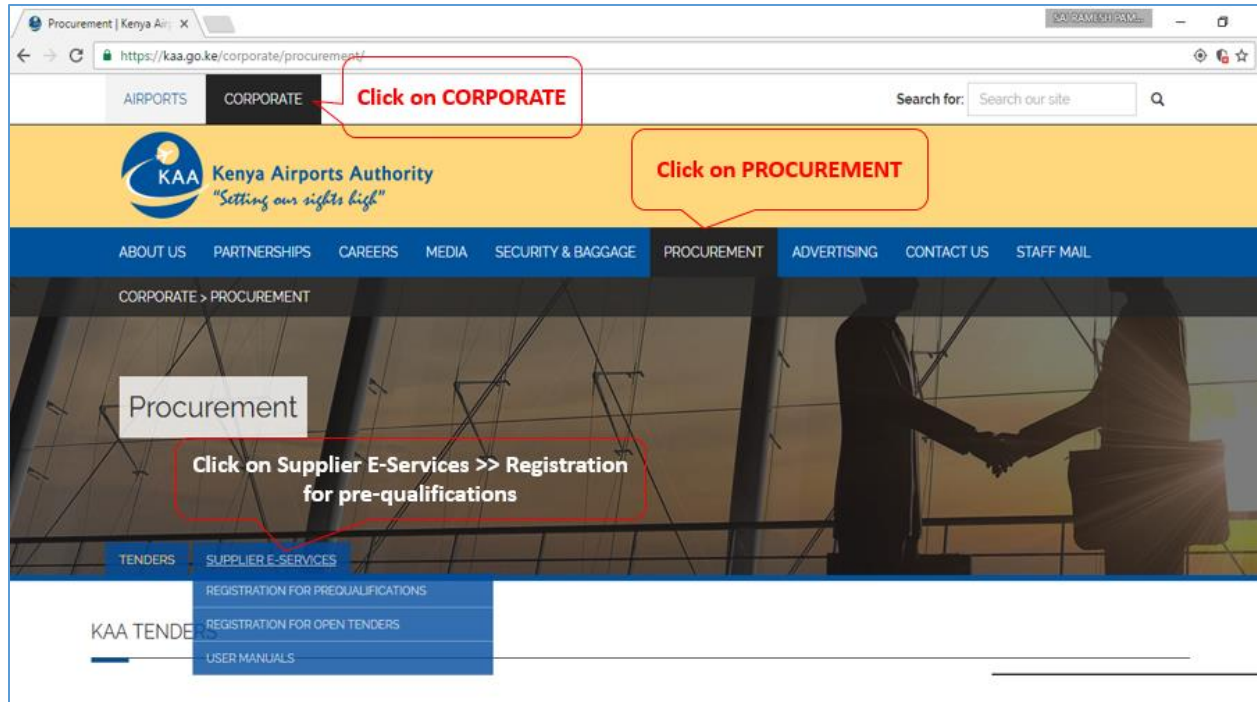 Procurement | Kenya Air
https://kaa.go.ke/corporate/procurement/
AIRPORTS CORPORATE Click on CORPORATE Search for: Search our site
KAA Kenya Airports Authority
"Setting our sights high"
Click on PROCUREMENT
ABOUT US PARTNERSHIPS CAREERS MEDIA SECURITY & BAGGAGE PROCUREMENT ADVERTISING CONTACT US STAFF MAIL
CORPORATE > PROCUREMENT
Procurement
Click on Supplier E-Services >> Registration
for pre-qualifications
TENDERS SUPPLIER E-SERVICES
REGISTRATION FOR PREQUALIFICATIONS
KAA TENDERS
REGISTRATION FOR OPEN TENDERS
USER MANUALS